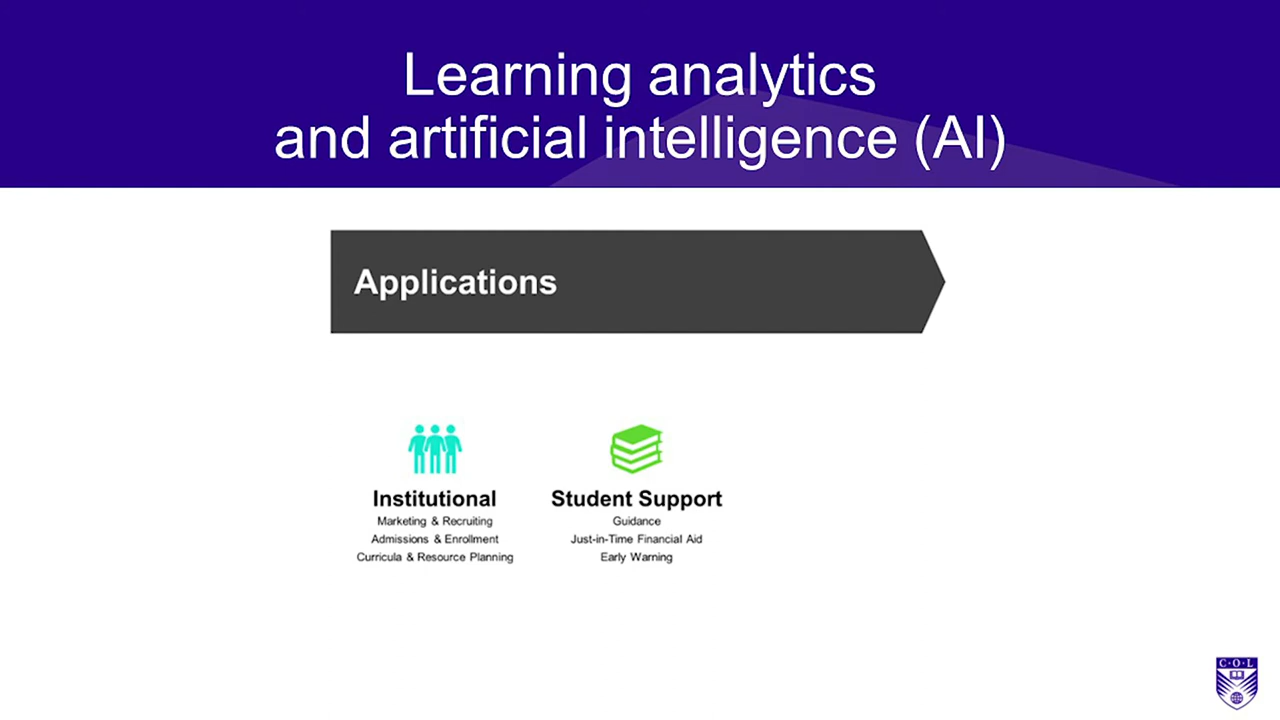 Learning analytics
and artificial intelligence (AI)
Applications
Institutional
Marketing & Recruiting
Admissions & Enrollment
Curricula & Resource Planning
Student Support
Guidance
Just-in-Time Financial Aid
Early Warning
C·O·L